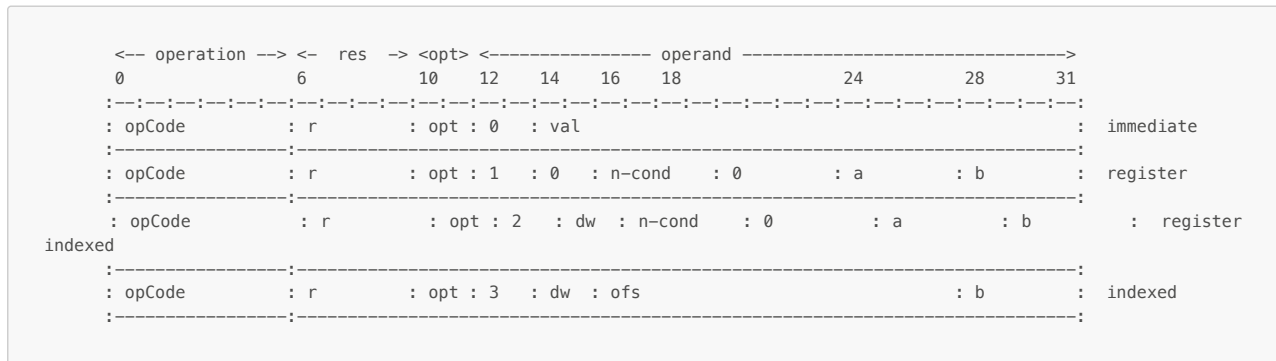 <-- operation --> <-  res  -> <opt> <--------------- operand ----------------------------->
0                 6           10    12    14    16    18                24          28       31
:--:--:--:--:--:--:--:--:--:--:--:--:--:--:--:--:--:--:--:--:--:--:--:--:--:--:--:--:--:--:--:--:
: opCode          : r         : opt : 0   : val                                                 :  immediate
:-----------------:-----------------------------------------------------------------------------:
: opCode          : r         : opt : 1   : 0   : n-cond    : 0         : a         : b         :  register
:-----------------:-----------------------------------------------------------------------------:
: opCode          : r         : opt : 2   : dw  : n-cond    : 0         : a         : b         :  register
indexed
:-----------------:-----------------------------------------------------------------------------:
: opCode          : r         : opt : 3   : dw  : ofs                               : b         :  indexed
:-----------------:-----------------------------------------------------------------------------: